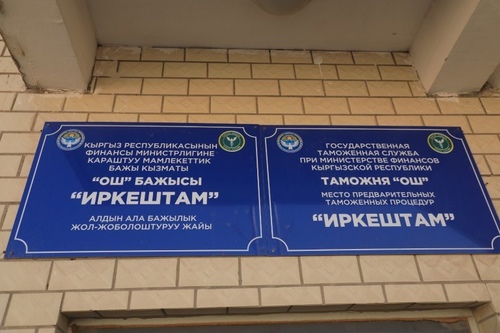 КЫРГЫЗ РЕСПУБЛИКАСЫНЫН
ФИНАНСЫ МИНИСТРЛИГИНЕ
КАРАШТУУ МАМЛЕКЕТТИК
БАЖЫ КЫЗМАТЫ
"ОШ" БАЖЫСЫ
"ИРКЕШТАМ"
АЛДЫН АЛА БАЖЫЛЫК
ЖОЛ-ЖОБОЛОШТУРУУ ЖАЙЫ
ГОСУДАРСТВЕННАЯ
ТАМОЖЕННАЯ СЛУЖБА
ПРИ МИНИСТЕРСТВЕ ФИНАНСОВ
КЫРГЫЗСКОЙ РЕСПУБЛИКИ
ТАМОЖНЯ "ОШ"
МЕСТО ПРЕДВАРИТЕЛЬНЫХ
ТАМОЖЕННЫХ ПРОЦЕДУР
"ИРКЕШТАМ"